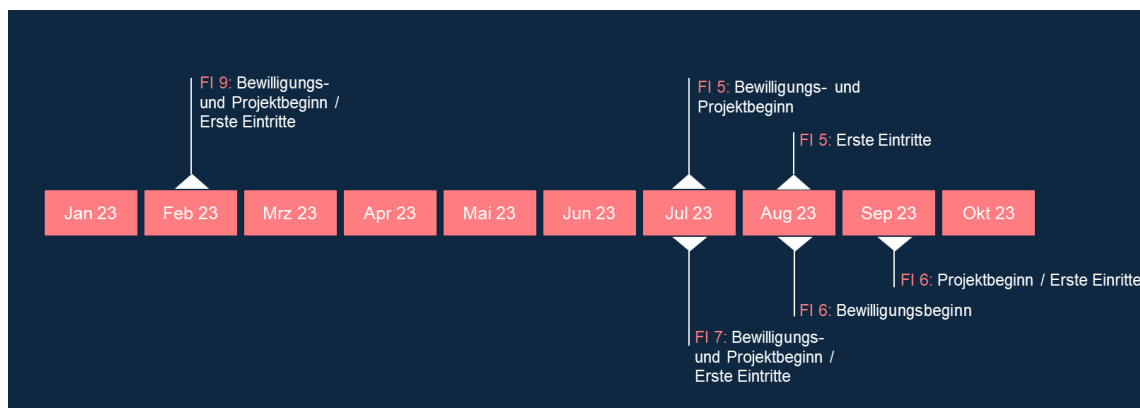 FI 9: Bewilligungs-
und Projektbeginn /
Erste Eintritte
FI 5: Bewilligungs- und
Projektbeginn
FI 5: Erste Eintritte
Jan 23
Feb 23
Mrz 23
Apr 23
Mai 23
Jun 23
Jul 23
Aug 23
Sep 23
Okt 23
FI 6: Projektbeginn / Erste Einritte
FI 6: Bewilligungsbeginn
FI 7: Bewilligungs-
und Projektbeginn /
Erste Eintritte